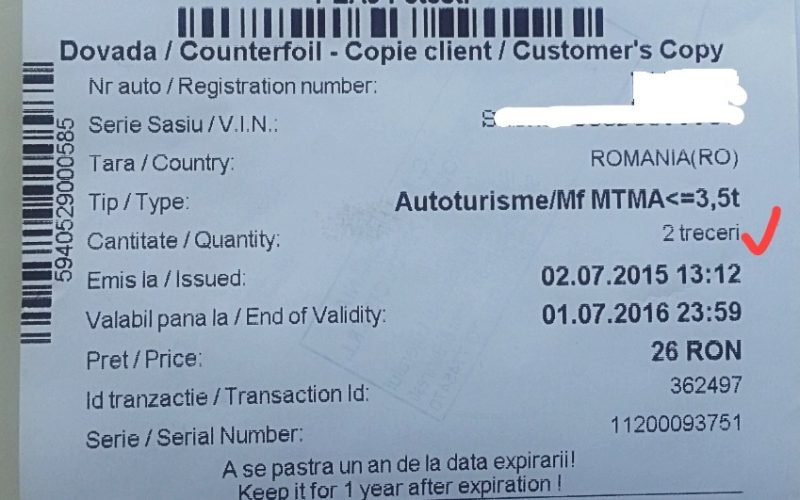 Dovada / Counterfoil - Copie client / Customer's Copy
Nr auto / Registration number:
Serie Sasiu / V.I.N.:
Tara / Country: ROMANIA(RO)
Tip / Type: Autoturisme/Mf MTMA<=3,5t
Cantitate / Quantity: 2 treceri
Emis la / Issued: 02.07.2015 13:12
Valabil pana la / End of Validity: 01.07.2016 23:59
Pret / Price: 26 RON
Id tranzactie / Transaction Id: 362497
Serie / Serial Number: 11200093751
A se pastra un an de la data expirarii!
Keep it for 1 year after expiration !
5940529000585